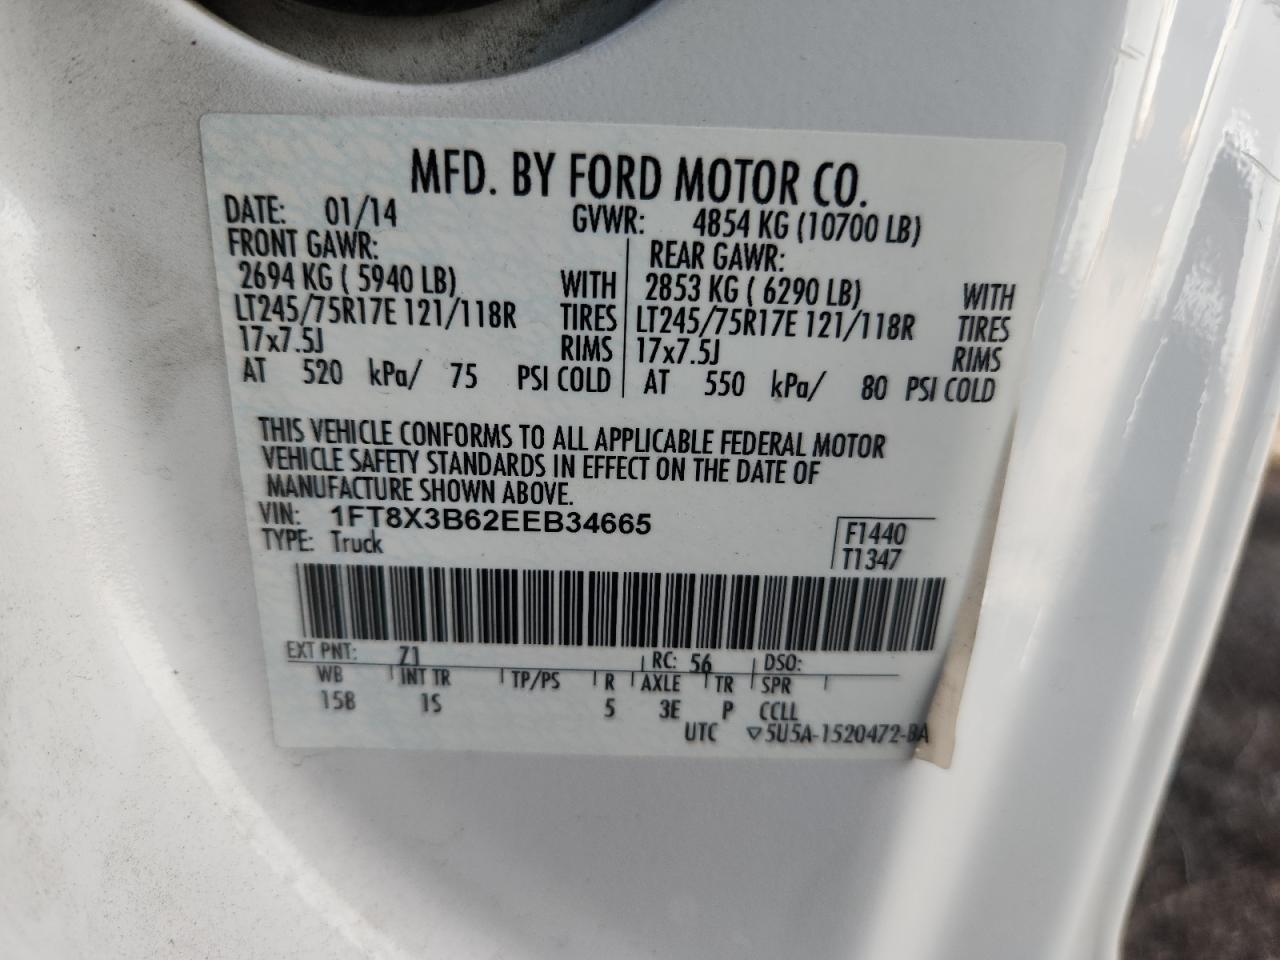 MFD. BY FORD MOTOR CO.
DATE: 01/14 GVWR: 4854 KG (10700 LB)
FRONT GAWR: REAR GAWR:
2694 KG ( 5940 LB) WITH 2853 KG ( 6290 LB) WITH
LT245/75R17E 121/118R TIRES LT245/75R17E 121/118R TIRES
17x7.5J RIMS 17x7.5J RIMS
AT 520 kPa/ 75 PSI COLD AT 550 kPa/ 80 PSI COLD
THIS VEHICLE CONFORMS TO ALL APPLICABLE FEDERAL MOTOR
VEHICLE SAFETY STANDARDS IN EFFECT ON THE DATE OF
MANUFACTURE SHOWN ABOVE.
VIN: 1FT8X3B62EEB34665 F1440
TYPE: Truck T1347
EXT PNT: Z1 RC: 56 DSO:
WB INT TR TP/PS R AXLE TR SPR
158 1S 5 3E P CCLL
UTC ▽5U5A-1520472-BA